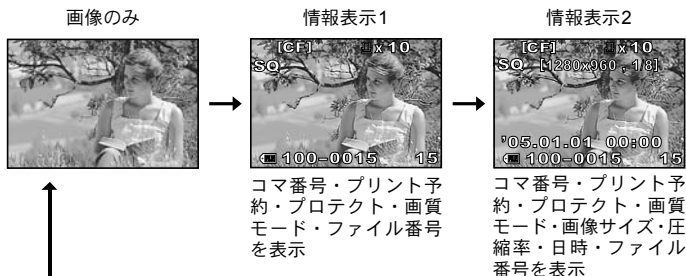 画像のみ
情報表示1
情報表示2
[CF] x10
SQ
100-0015 15
[CF] x10
SQ [1280x960 , 1/8]
'05.01.01 00:00
100-0015 15
コマ番号・プリント予
約・プロテクト・画質
モード・ファイル番号
を表示
コマ番号・プリント予
約・プロテクト・画質
モード・画像サイズ・圧
縮率・日時・ファイル
番号を表示